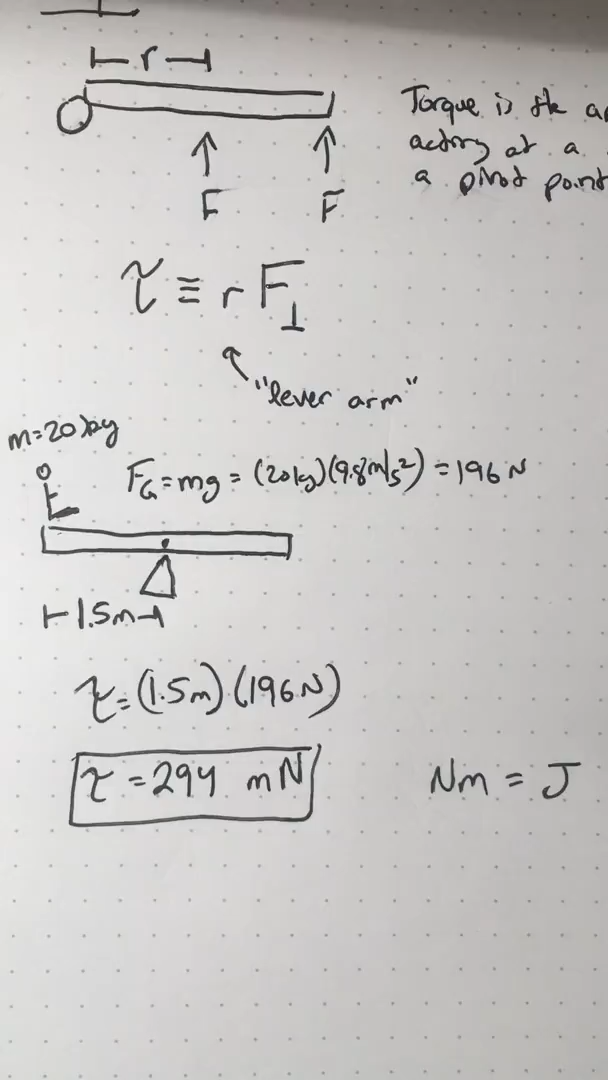 r
Torque is the
acting at a
a pivot point
F F
τ ≡ r F⊥
"lever arm"
m=20kg
F_G = mg = (20kg)(9.8m/s²) = 196 N
1.5m
τ = (1.5m)(196N)
τ = 294 mN
Nm = J